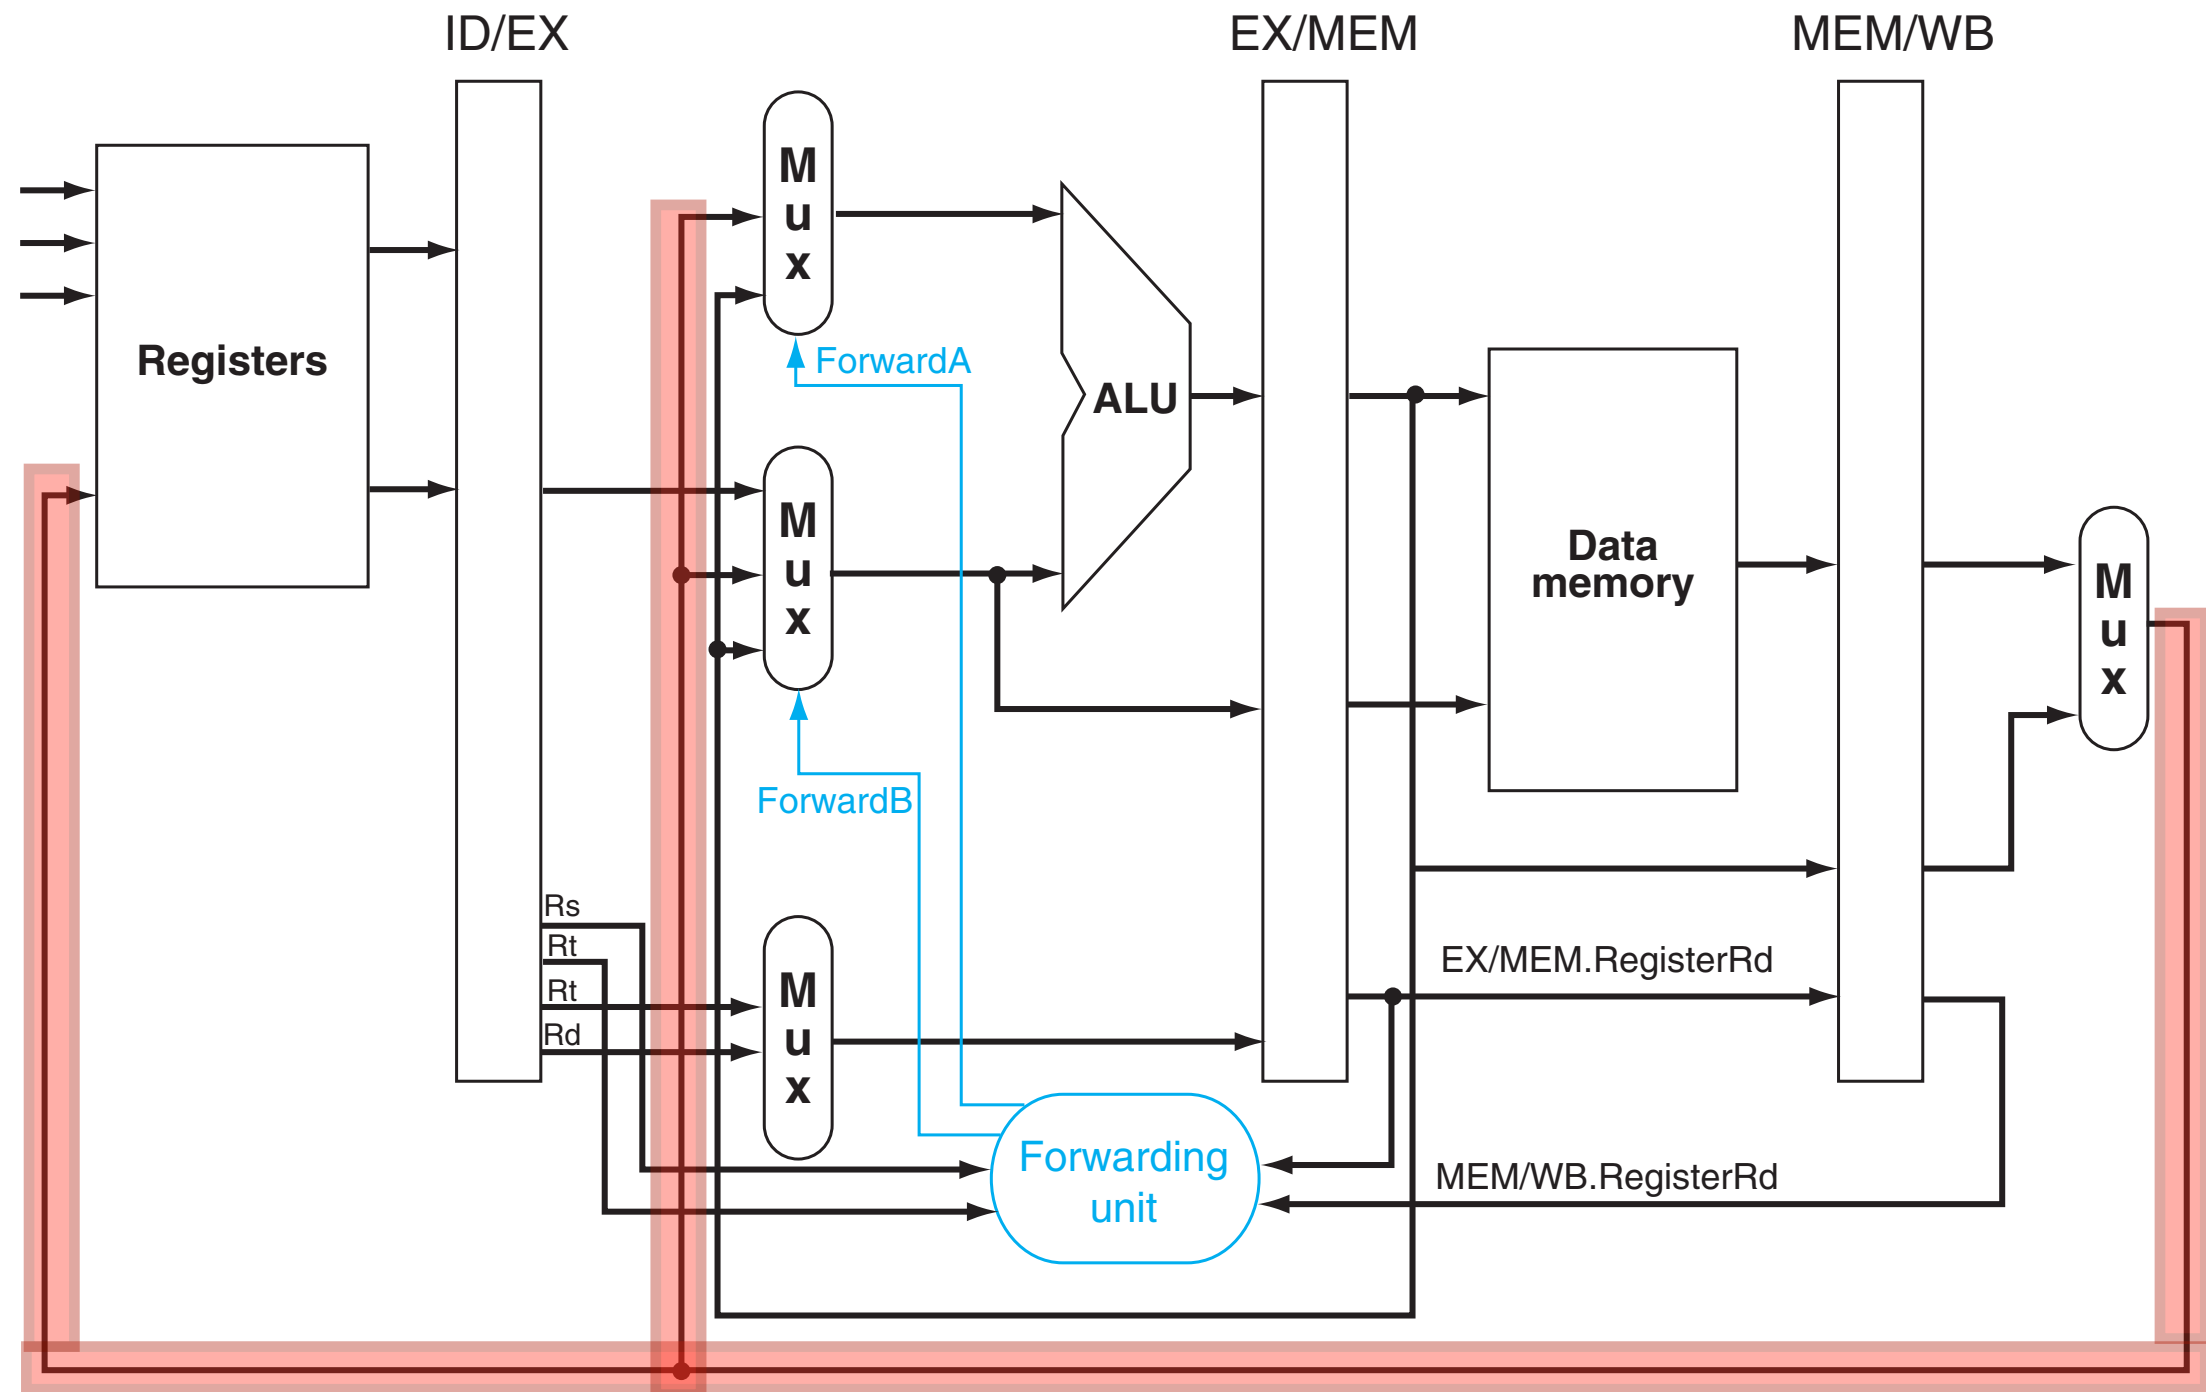 ID/EX
EX/MEM
MEM/WB
M
u
x
Registers
ForwardA
ALU
M
u
x
Data
memory
M
u
x
ForwardB
Rs
Rt
Rt
Rd
M
u
x
EX/MEM.RegisterRd
Forwarding
unit
MEM/WB.RegisterRd